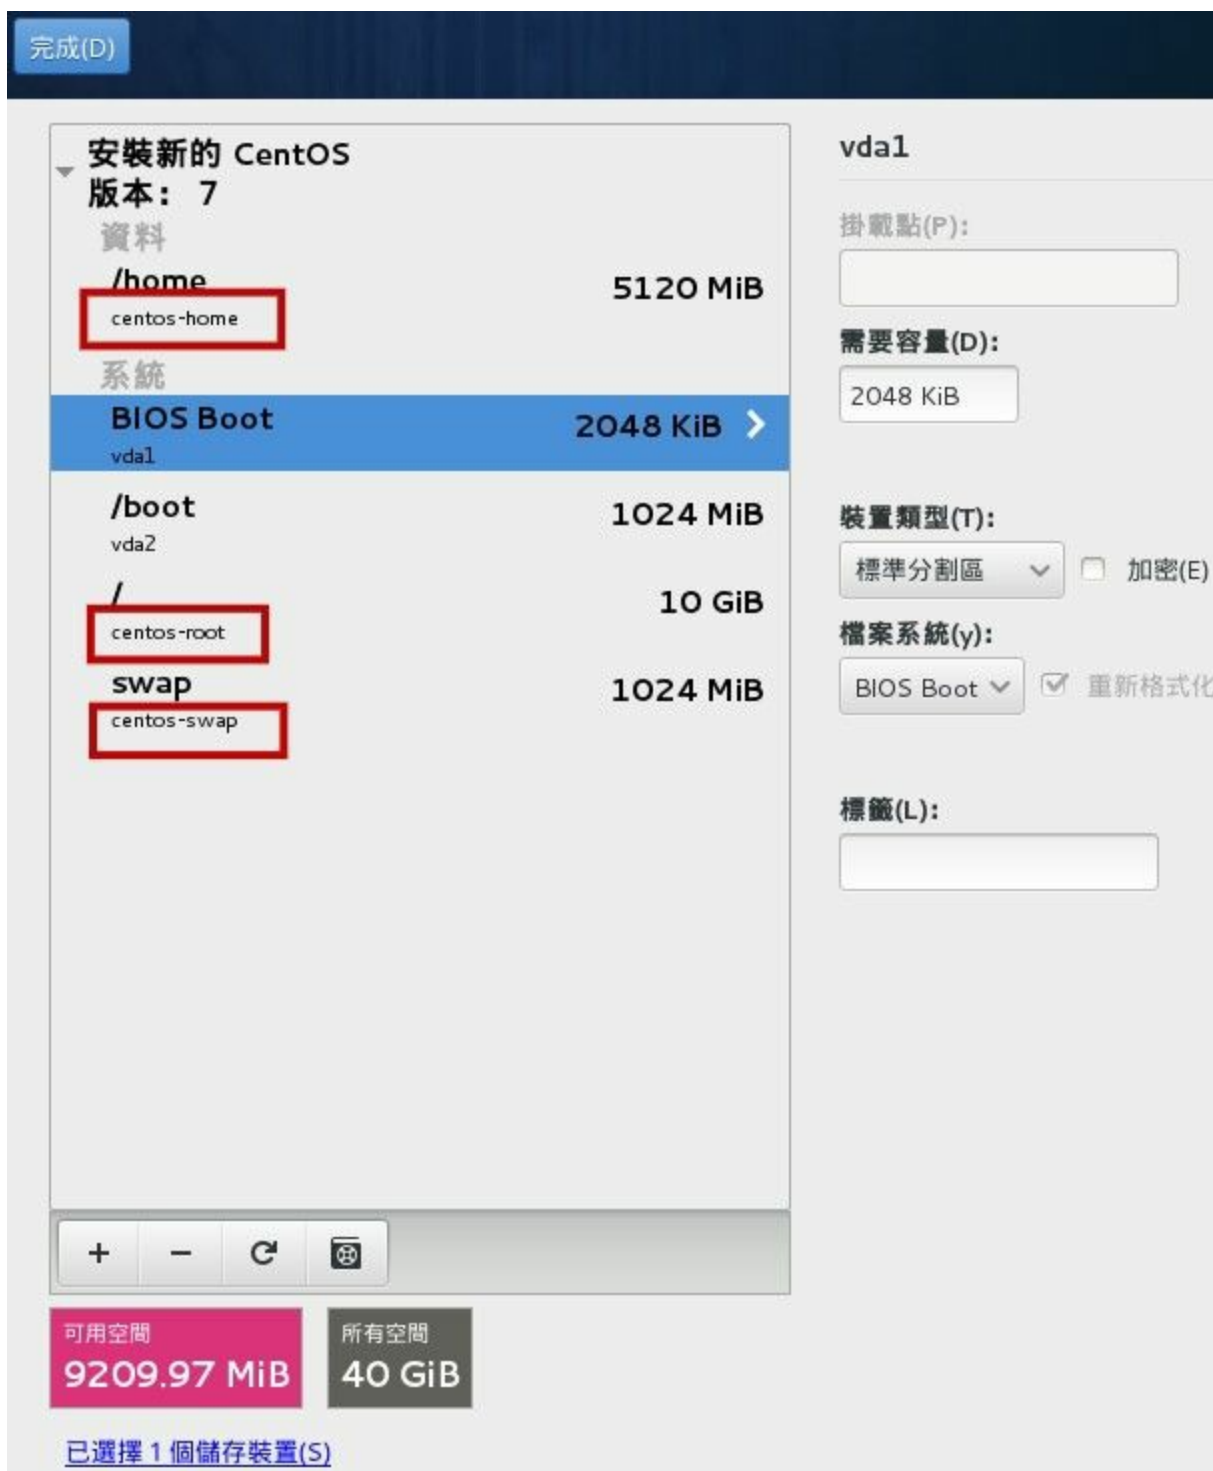 完成(D)
安裝新的 CentOS
版本： 7
資料
/home
5120 MiB
centos-home
系統
BIOS Boot
2048 KiB
vda1
/boot
1024 MiB
vda2
/
10 GiB
centos-root
swap
1024 MiB
centos-swap
可用空間
9209.97 MiB
所有空間
40 GiB
已選擇 1 個儲存裝置(S)
vda1
掛載點(P):
需要容量(D):
2048 KiB
裝置類型(T):
標準分割區
加密(E)
檔案系統(y):
BIOS Boot
重新格式化
標籤(L):